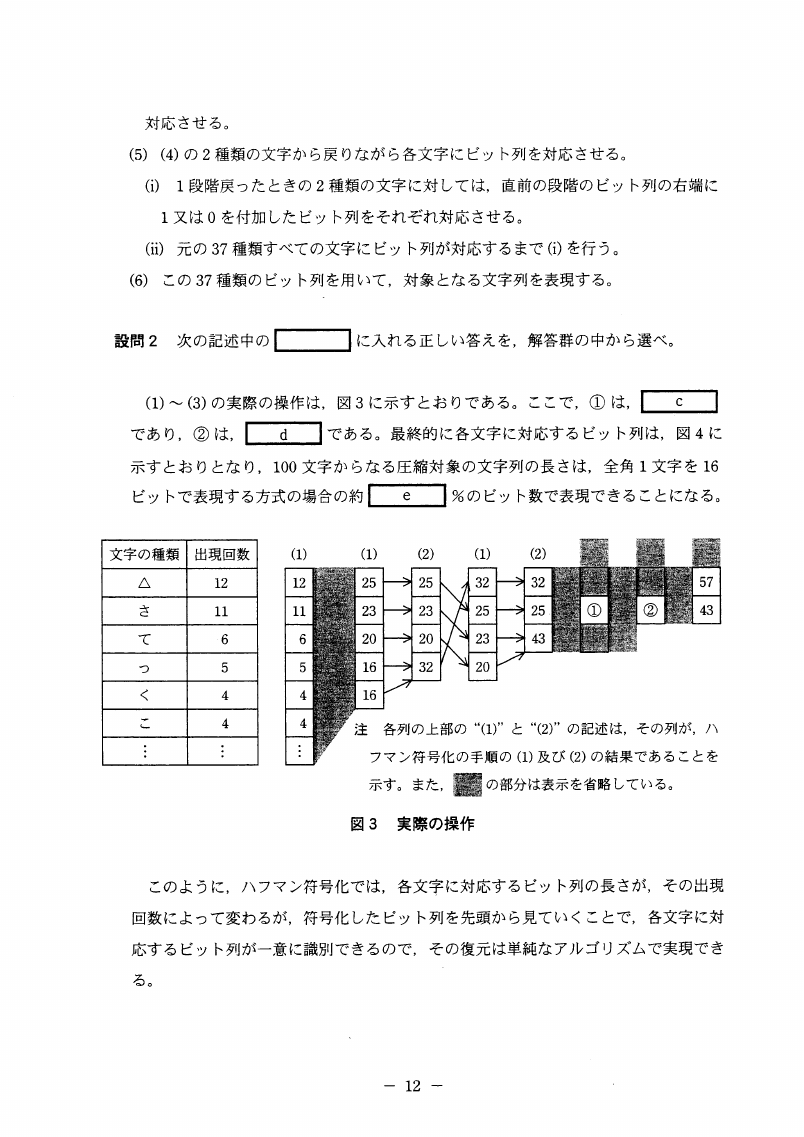 対応させる。
(5) (4)の2種類の文字から戻りながら各文字にビット列を対応させる。
(i) 1段階戻ったときの2種類の文字に対しては，直前の段階のビット列の右端に
1又は0を付加したビット列をそれぞれ対応させる。
(ii) 元の37種類すべての文字にビット列が対応するまで(i)を行う。
(6) この37種類のビット列を用いて，対象となる文字列を表現する。
設問2 次の記述中の に入れる正しい答えを，解答群の中から選べ。
(1)～(3)の実際の操作は，図3に示すとおりである。ここで，①は， c
であり，②は， d である。最終的に各文字に対応するビット列は，図4に
示すとおりとなり，100文字からなる圧縮対象の文字列の長さは，全角1文字を16
ビットで表現する方式の場合の約 e %のビット数で表現できることになる。
文字の種類 出現回数 (1) (1) (2) (1) (2)
△ 12 12 25 25 32 32 57
さ 11 11 23 23 25 25 ① ② 43
て 6 6 20 20 23 43
つ 5 5 16 32 20
く 4 4 16
こ 4 4
⋮ ⋮ ⋮
注 各列の上部の“(1)”と“(2)”の記述は，その列が，ハ
フマン符号化の手順の(1)及び(2)の結果であることを
示す。また， の部分は表示を省略している。
図3 実際の操作
このように，ハフマン符号化では，各文字に対応するビット列の長さが，その出現
回数によって変わるが，符号化したビット列を先頭から見ていくことで，各文字に対
応するビット列が一意に識別できるので，その復元は単純なアルゴリズムで実現でき
る。
－ 12 －